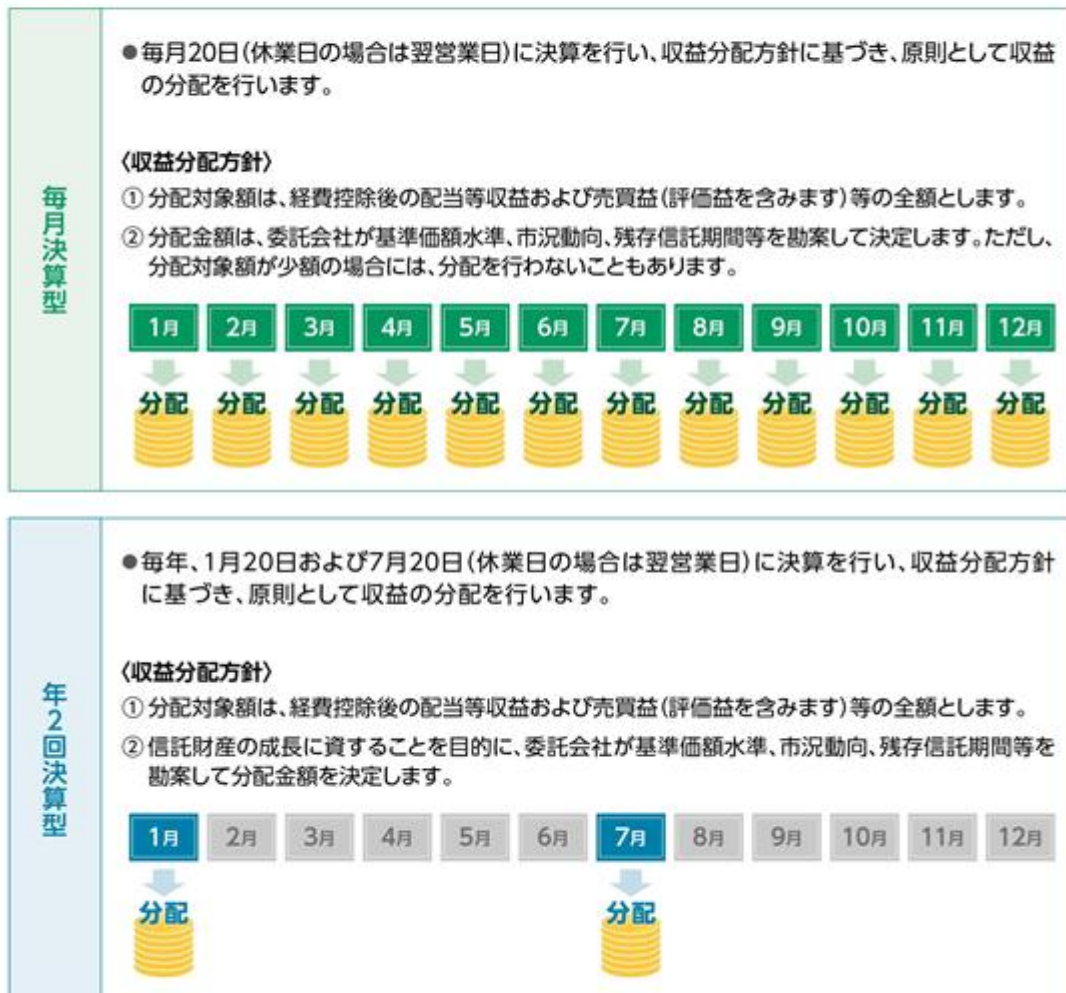 毎月決算型
●毎月20日(休業日の場合は翌営業日)に決算を行い、収益分配方針に基づき、原則として収益
の分配を行います。
〈収益分配方針〉
① 分配対象額は、経費控除後の配当等収益および売買益(評価益を含みます)等の全額とします。
② 分配金額は、委託会社が基準価額水準、市況動向、残存信託期間等を勘案して決定します。ただし、
分配対象額が少額の場合には、分配を行わないこともあります。
1月 2月 3月 4月 5月 6月 7月 8月 9月 10月 11月 12月
分配 分配 分配 分配 分配 分配 分配 分配 分配 分配 分配 分配
年2回決算型
●毎年、1月20日および7月20日(休業日の場合は翌営業日)に決算を行い、収益分配方針
に基づき、原則として収益の分配を行います。
〈収益分配方針〉
① 分配対象額は、経費控除後の配当等収益および売買益(評価益を含みます)等の全額とします。
② 信託財産の成長に資することを目的に、委託会社が基準価額水準、市況動向、残存信託期間等を
勘案して分配金額を決定します。
1月 2月 3月 4月 5月 6月 7月 8月 9月 10月 11月 12月
分配 分配